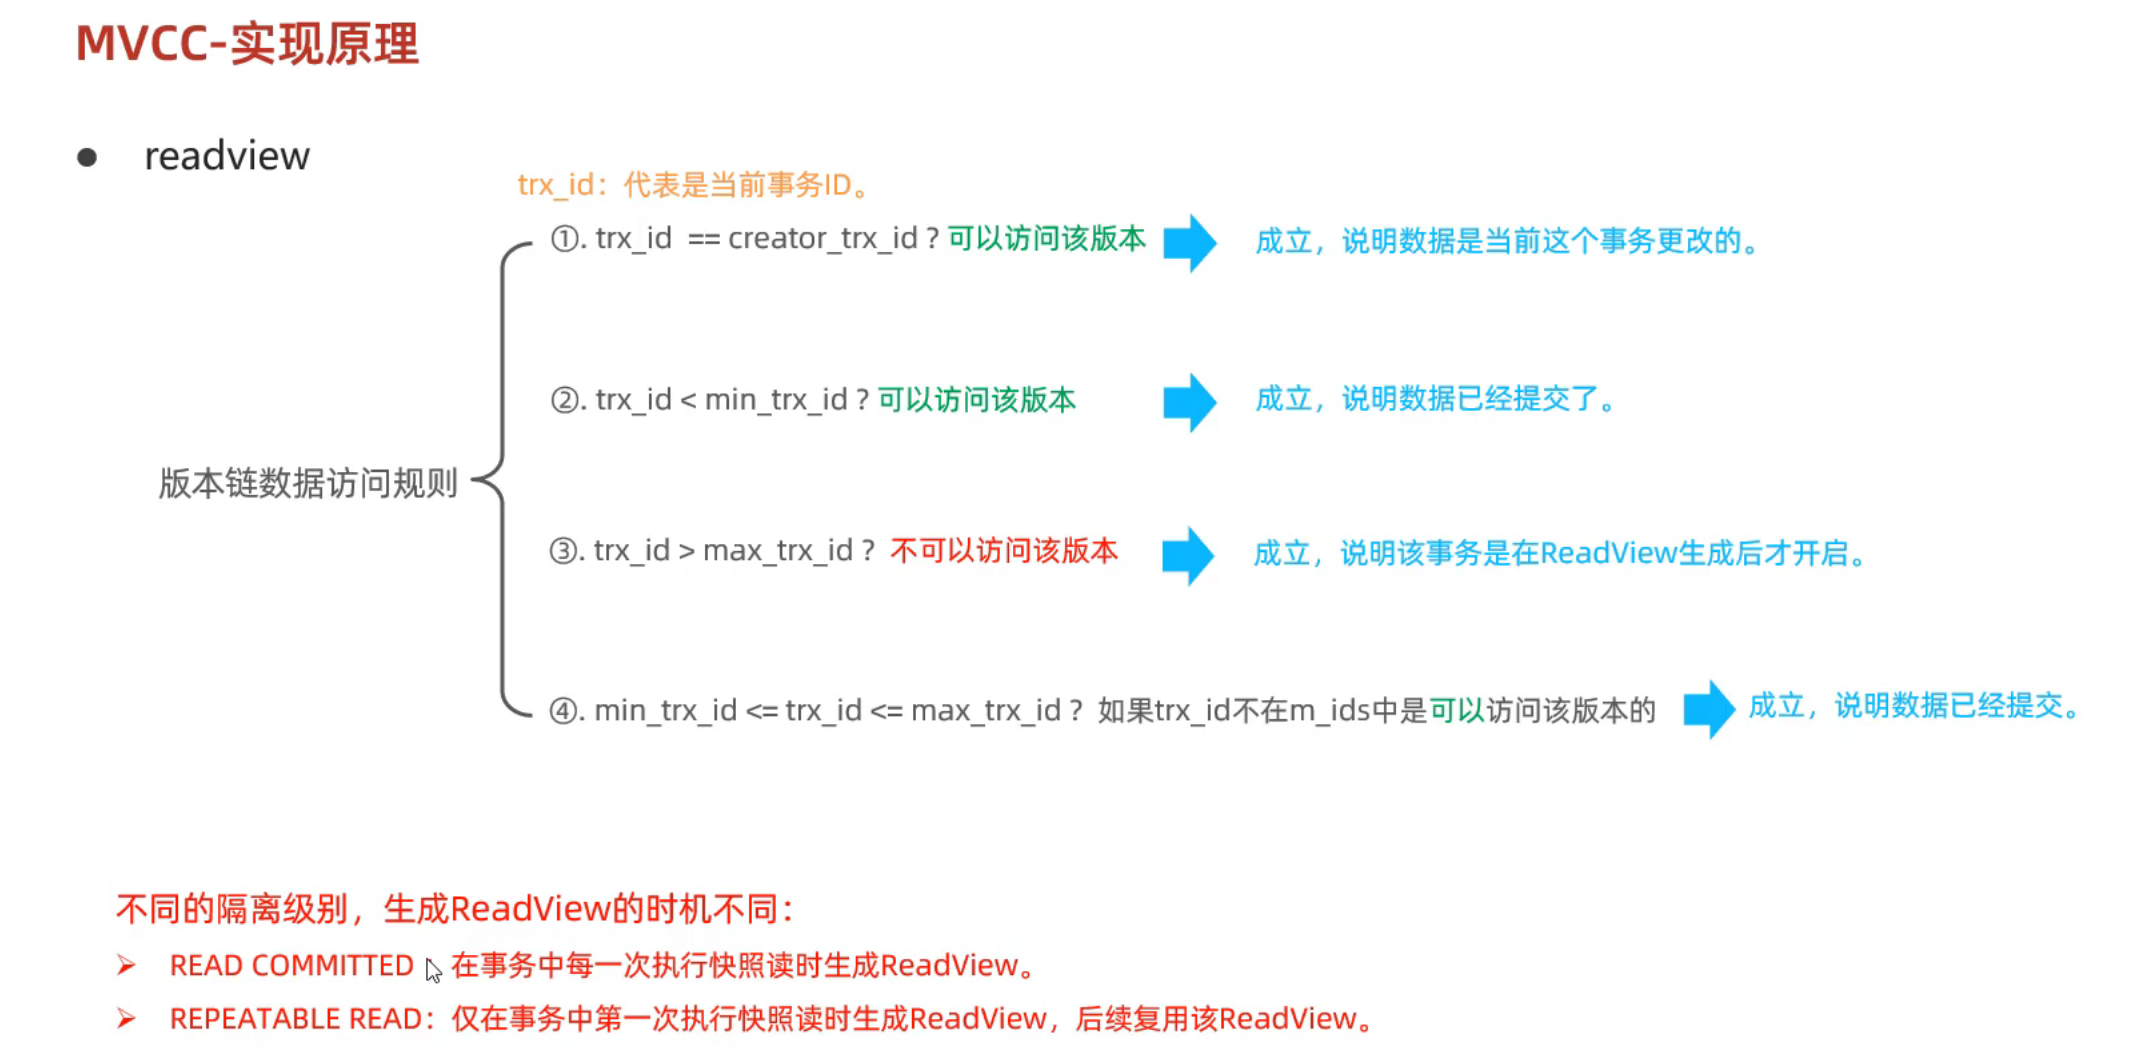 MVCC-实现原理
● readview
trx_id：代表是当前事务ID。
①. trx_id == creator_trx_id ? 可以访问该版本 成立，说明数据是当前这个事务更改的。
②. trx_id < min_trx_id ? 可以访问该版本 成立，说明数据已经提交了。
版本链数据访问规则
③. trx_id > max_trx_id ? 不可以访问该版本 成立，说明该事务是在ReadView生成后才开启。
④. min_trx_id <= trx_id <= max_trx_id ? 如果trx_id不在m_ids中是可以访问该版本的 成立，说明数据已经提交。
不同的隔离级别，生成ReadView的时机不同：
➢ READ COMMITTED 在事务中每一次执行快照读时生成ReadView。
➢ REPEATABLE READ：仅在事务中第一次执行快照读时生成ReadView，后续复用该ReadView。